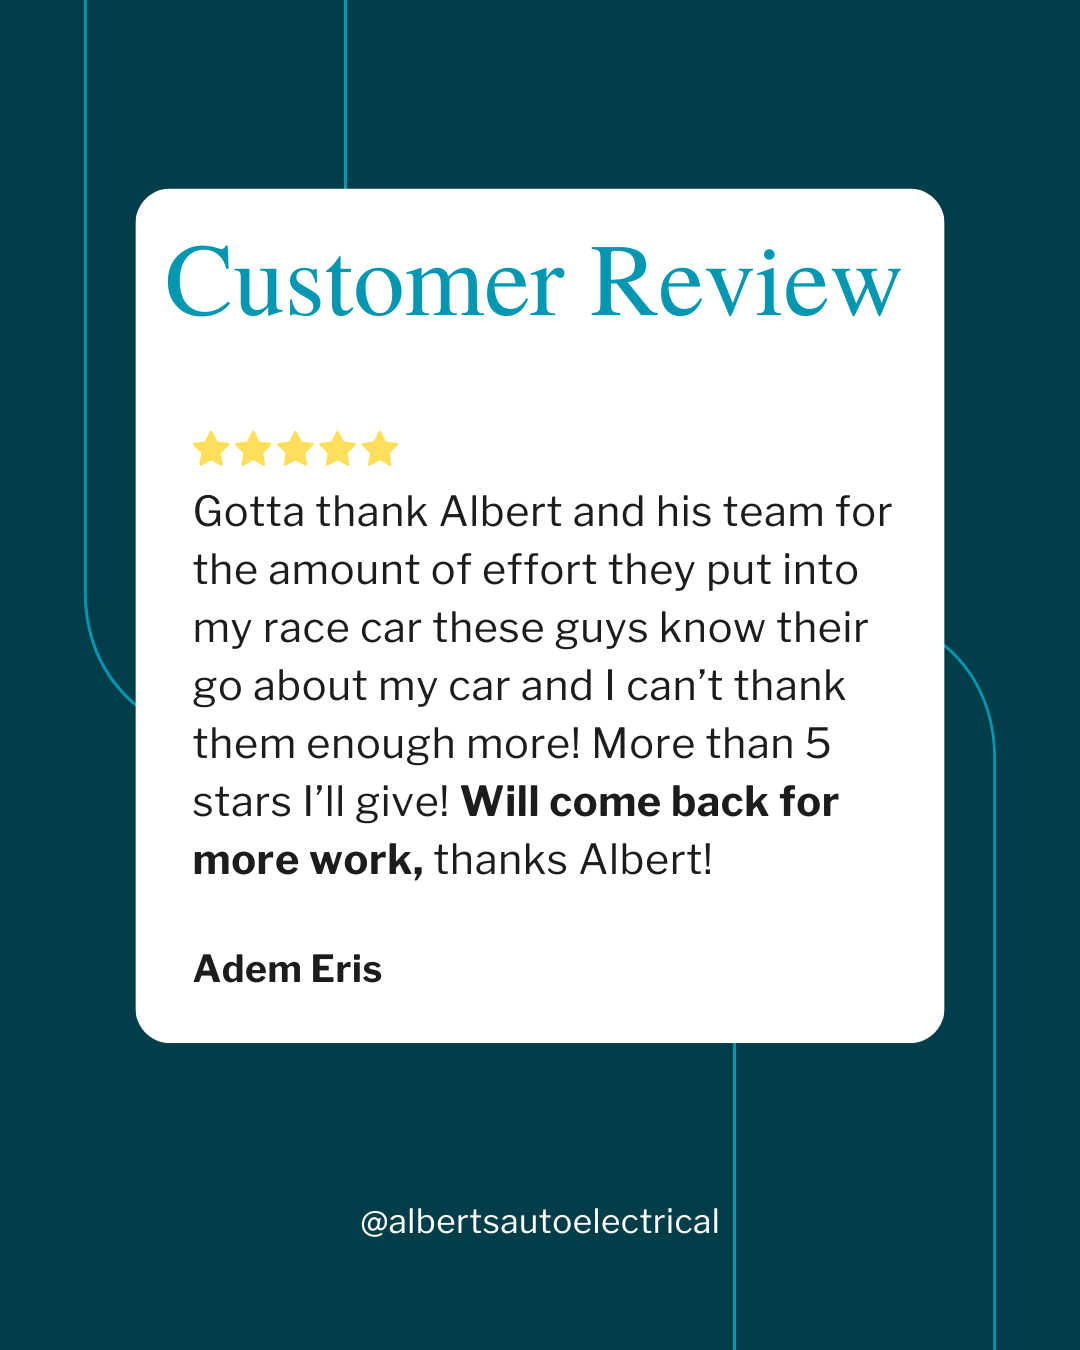 Customer Review
Gotta thank Albert and his team for
the amount of effort they put into
my race car these guys know their
go about my car and I can’t thank
them enough more! More than 5
stars I’ll give! Will come back for
more work, thanks Albert!
Adem Eris
@albertsautoelectrical